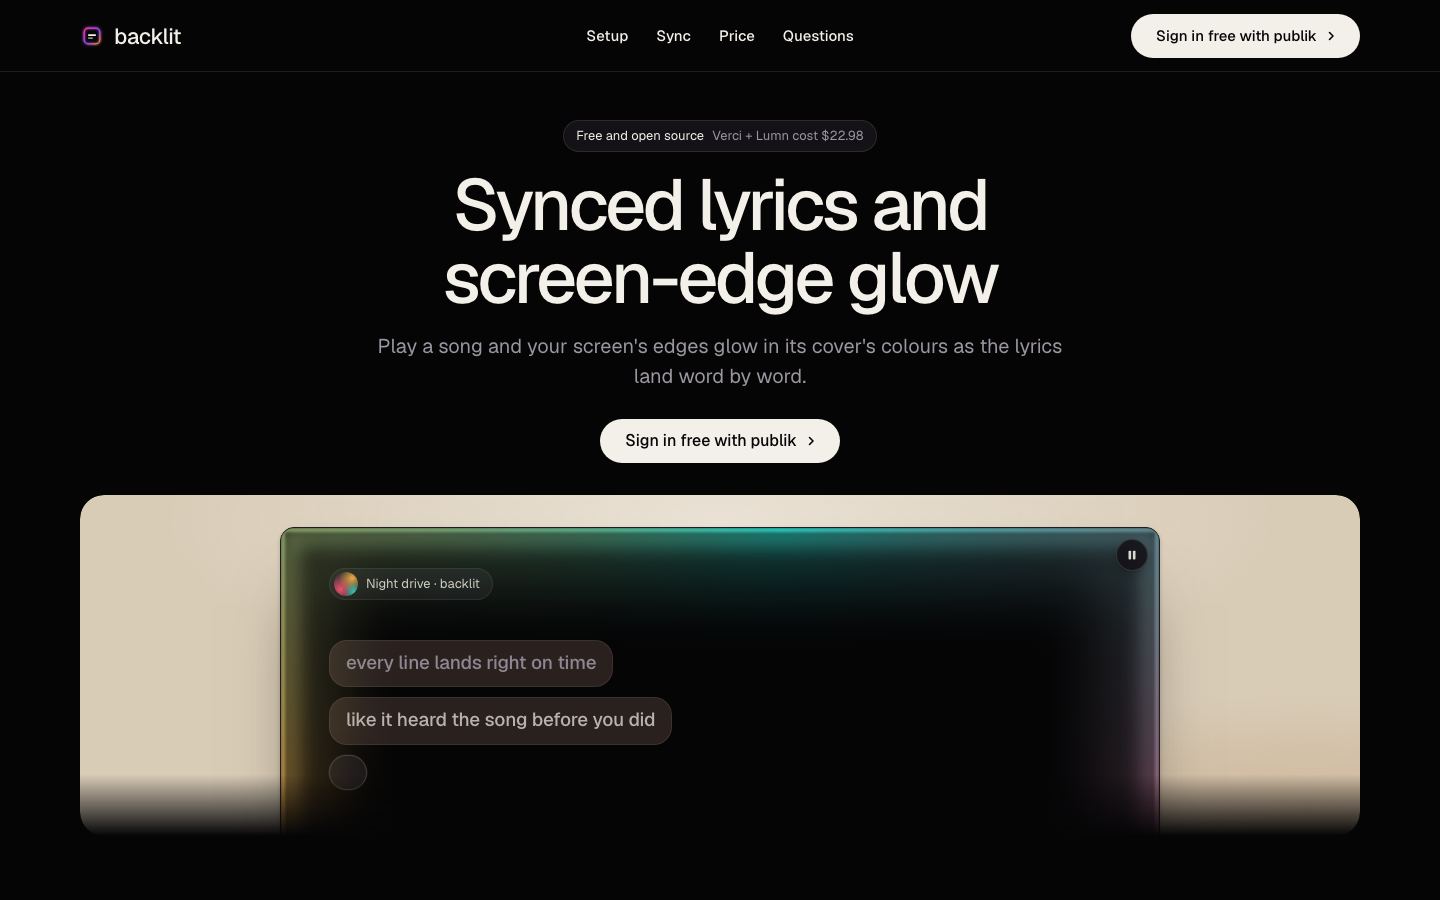 backlit
Setup
Sync
Price
Questions
Sign in free with publik
Free and open source Verci + Lumn cost $22.98
Synced lyrics and
screen-edge glow
Play a song and your screen's edges glow in its cover's colours as the lyrics
land word by word.
Sign in free with publik
Night drive · backlit
every line lands right on time
like it heard the song before you did